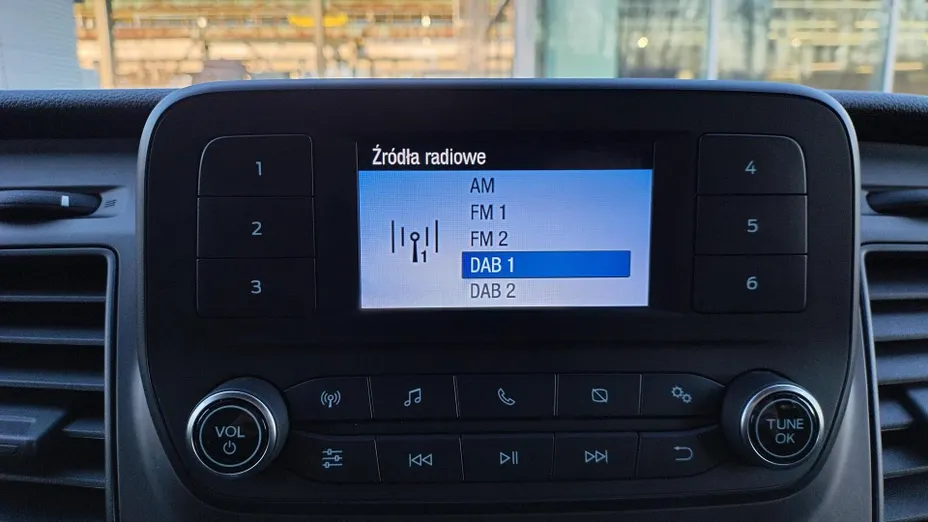 Źródła radiowe
AM
FM 1
FM 2
DAB 1
DAB 2
1
1
2
3
4
5
6
VOL
TUNE
OK